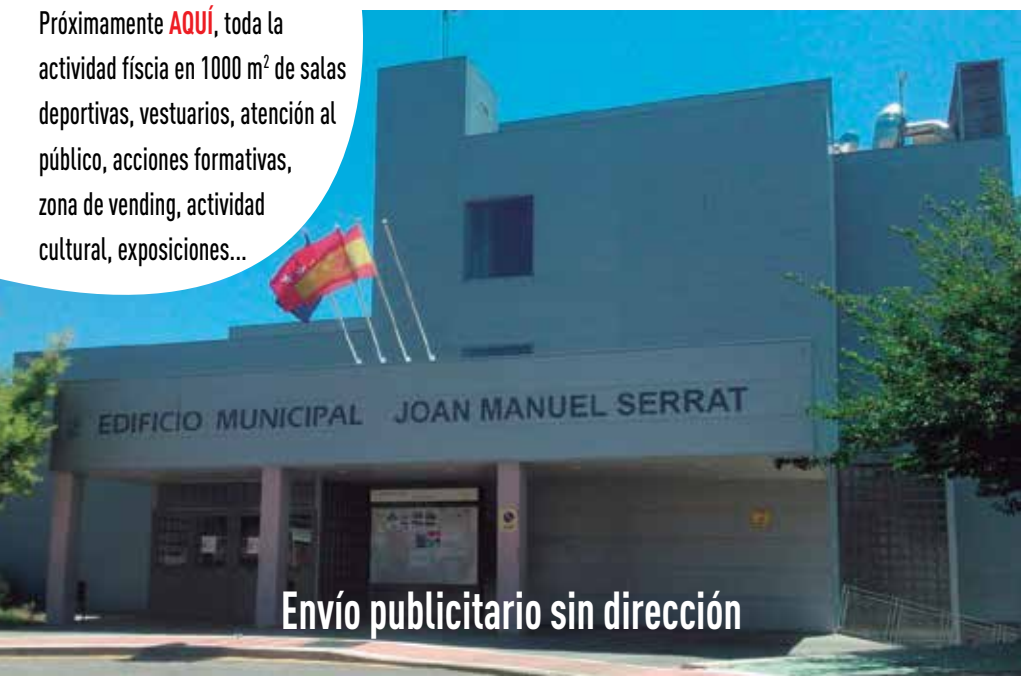 Próximamente AQUÍ, toda la
actividad físcia en 1000 m² de salas
deportivas, vestuarios, atención al
público, acciones formativas,
zona de vending, actividad
cultural, exposiciones...
EDIFICIO MUNICIPAL JOAN MANUEL SERRAT
Envío publicitario sin dirección